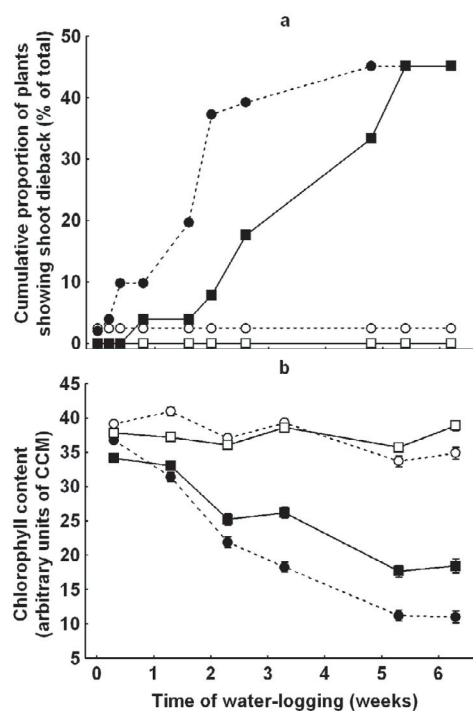 a
Cumulative proportion of plants
showing shoot dieback (% of total)
50
40
30
20
10
0
b
Chlorophyll content
(arbitrary units of CCM)
45
40
35
30
25
20
15
10
5
0 1 2 3 4 5 6
Time of water-logging (weeks)